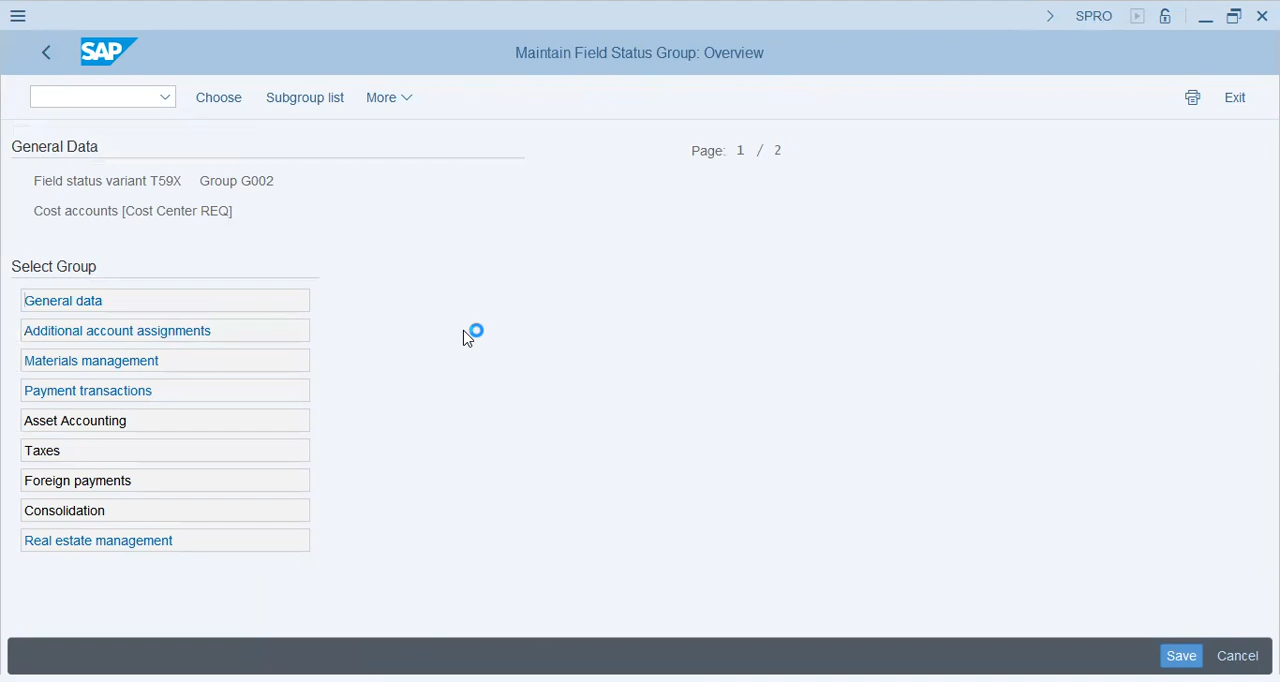 SPRO
SAP
Maintain Field Status Group: Overview
Choose Subgroup list More Exit
General Data
Page: 1 / 2
Field status variant T59X Group G002
Cost accounts [Cost Center REQ]
Select Group
General data
Additional account assignments
Materials management
Payment transactions
Asset Accounting
Taxes
Foreign payments
Consolidation
Real estate management
Save Cancel